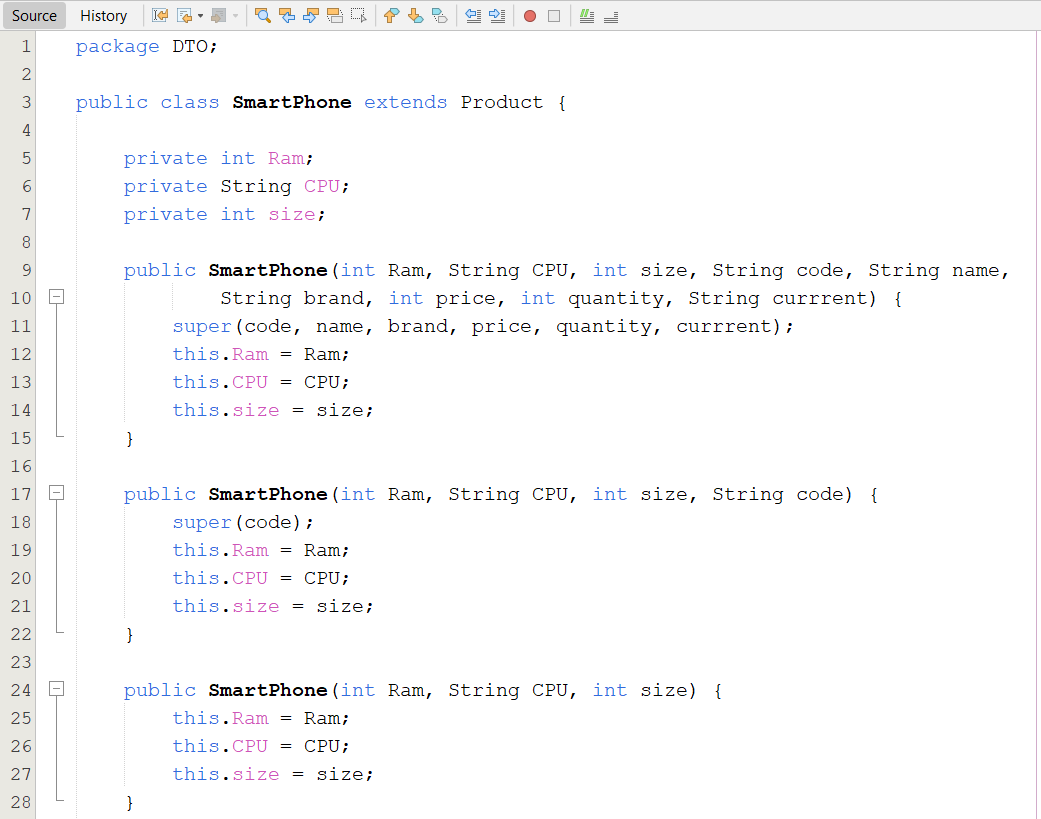 Source History
1 package DTO;
2
3 public class SmartPhone extends Product {
4
5 private int Ram;
6 private String CPU;
7 private int size;
8
9 public SmartPhone(int Ram, String CPU, int size, String code, String name,
10 String brand, int price, int quantity, String currrent) {
11 super(code, name, brand, price, quantity, currrent);
12 this.Ram = Ram;
13 this.CPU = CPU;
14 this.size = size;
15 }
16
17 public SmartPhone(int Ram, String CPU, int size, String code) {
18 super(code);
19 this.Ram = Ram;
20 this.CPU = CPU;
21 this.size = size;
22 }
23
24 public SmartPhone(int Ram, String CPU, int size) {
25 this.Ram = Ram;
26 this.CPU = CPU;
27 this.size = size;
28 }